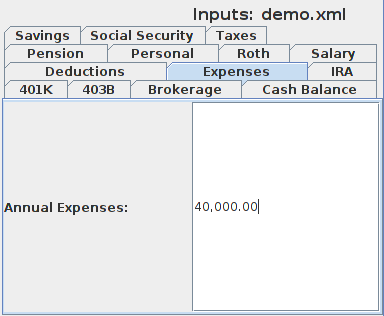 Inputs: demo.xml
Savings Social Security Taxes
Pension Personal Roth Salary
Deductions Expenses IRA
401K 403B Brokerage Cash Balance
Annual Expenses: 40,000.00